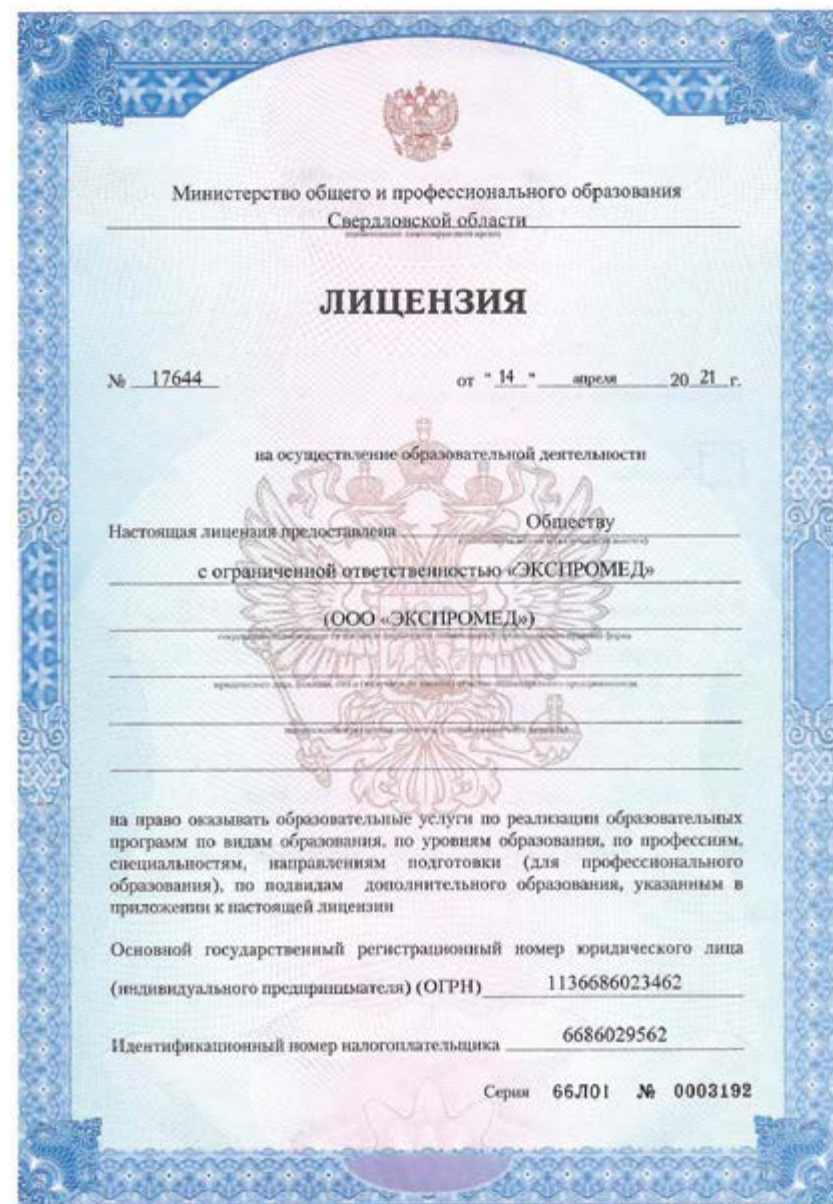 Министерство общего и профессионального образования
Свердловской области
ЛИЦЕНЗИЯ
№ 17644 от "14" апреля 20 21 г.
на осуществление образовательной деятельности
Настоящая лицензия предоставлена Обществу
с ограниченной ответственностью «ЭКСПРОМЕД»
(ООО «ЭКСПРОМЕД»)
на право оказывать образовательные услуги по реализации образовательных
программ по видам образования, по уровням образования, по профессиям,
специальностям, направлениям подготовки (для профессионального
образования), по подвидам дополнительного образования, указанным в
приложении к настоящей лицензии
Основной государственный регистрационный номер юридического лица
(индивидуального предпринимателя) (ОГРН) 1136686023462
Идентификационный номер налогоплательщика 6686029562
Серия 66Л01 № 0003192